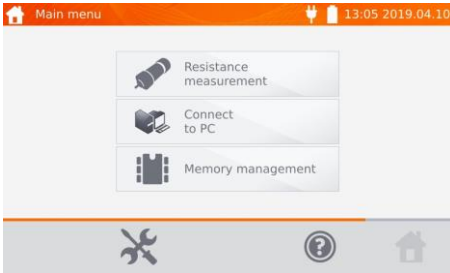 Main menu
13:05 2019.04.10
Resistance
measurement
Connect
to PC
Memory management
?